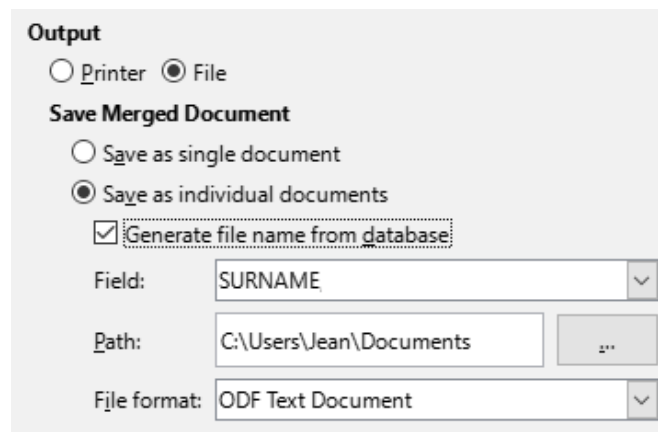 Output
Printer File
Save Merged Document
Save as single document
Save as individual documents
Generate file name from database
Field: SURNAME
Path: C:\Users\Jean\Documents ...
File format: ODF Text Document